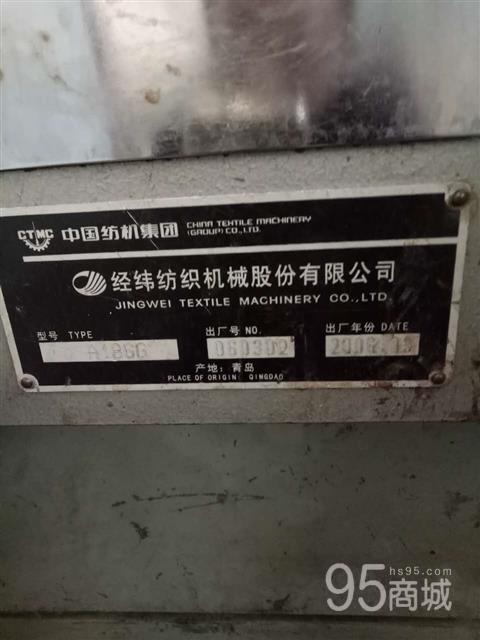 CTMC 中国纺机集团 CHINA TEXTILE MACHINERY
(GROUP) CO., LTD.
经纬纺织机械股份有限公司
JINGWEI TEXTILE MACHINERY CO., LTD.
型号 TYPE 出厂号 NO. 出厂年份 DATE
A186G 060302
产地: 青岛
PLACE OF ORIGIN: QINGDAO
hs95.com
95商城